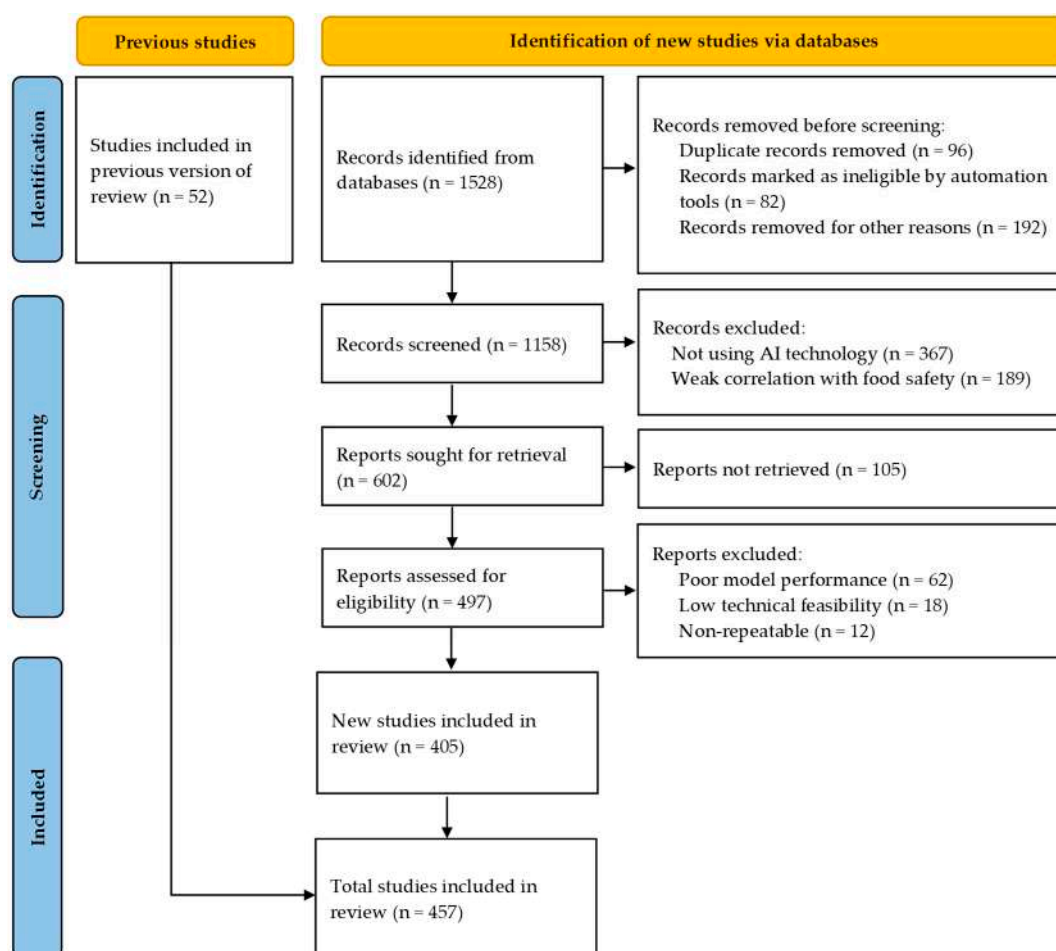 Previous studies
Identification of new studies via databases
Identification
Studies included in
previous version of
review (n = 52)
Records identified from
databases (n = 1528)
Records removed before screening:
Duplicate records removed (n = 96)
Records marked as ineligible by automation
tools (n = 82)
Records removed for other reasons (n = 192)
Screening
Records screened (n = 1158)
Records excluded:
Not using AI technology (n = 367)
Weak correlation with food safety (n = 189)
Reports sought for retrieval
(n = 602)
Reports not retrieved (n = 105)
Reports assessed for
eligibility (n = 497)
Reports excluded:
Poor model performance (n = 62)
Low technical feasibility (n = 18)
Non-repeatable (n = 12)
Included
New studies included in
review (n = 405)
Total studies included in
review (n = 457)